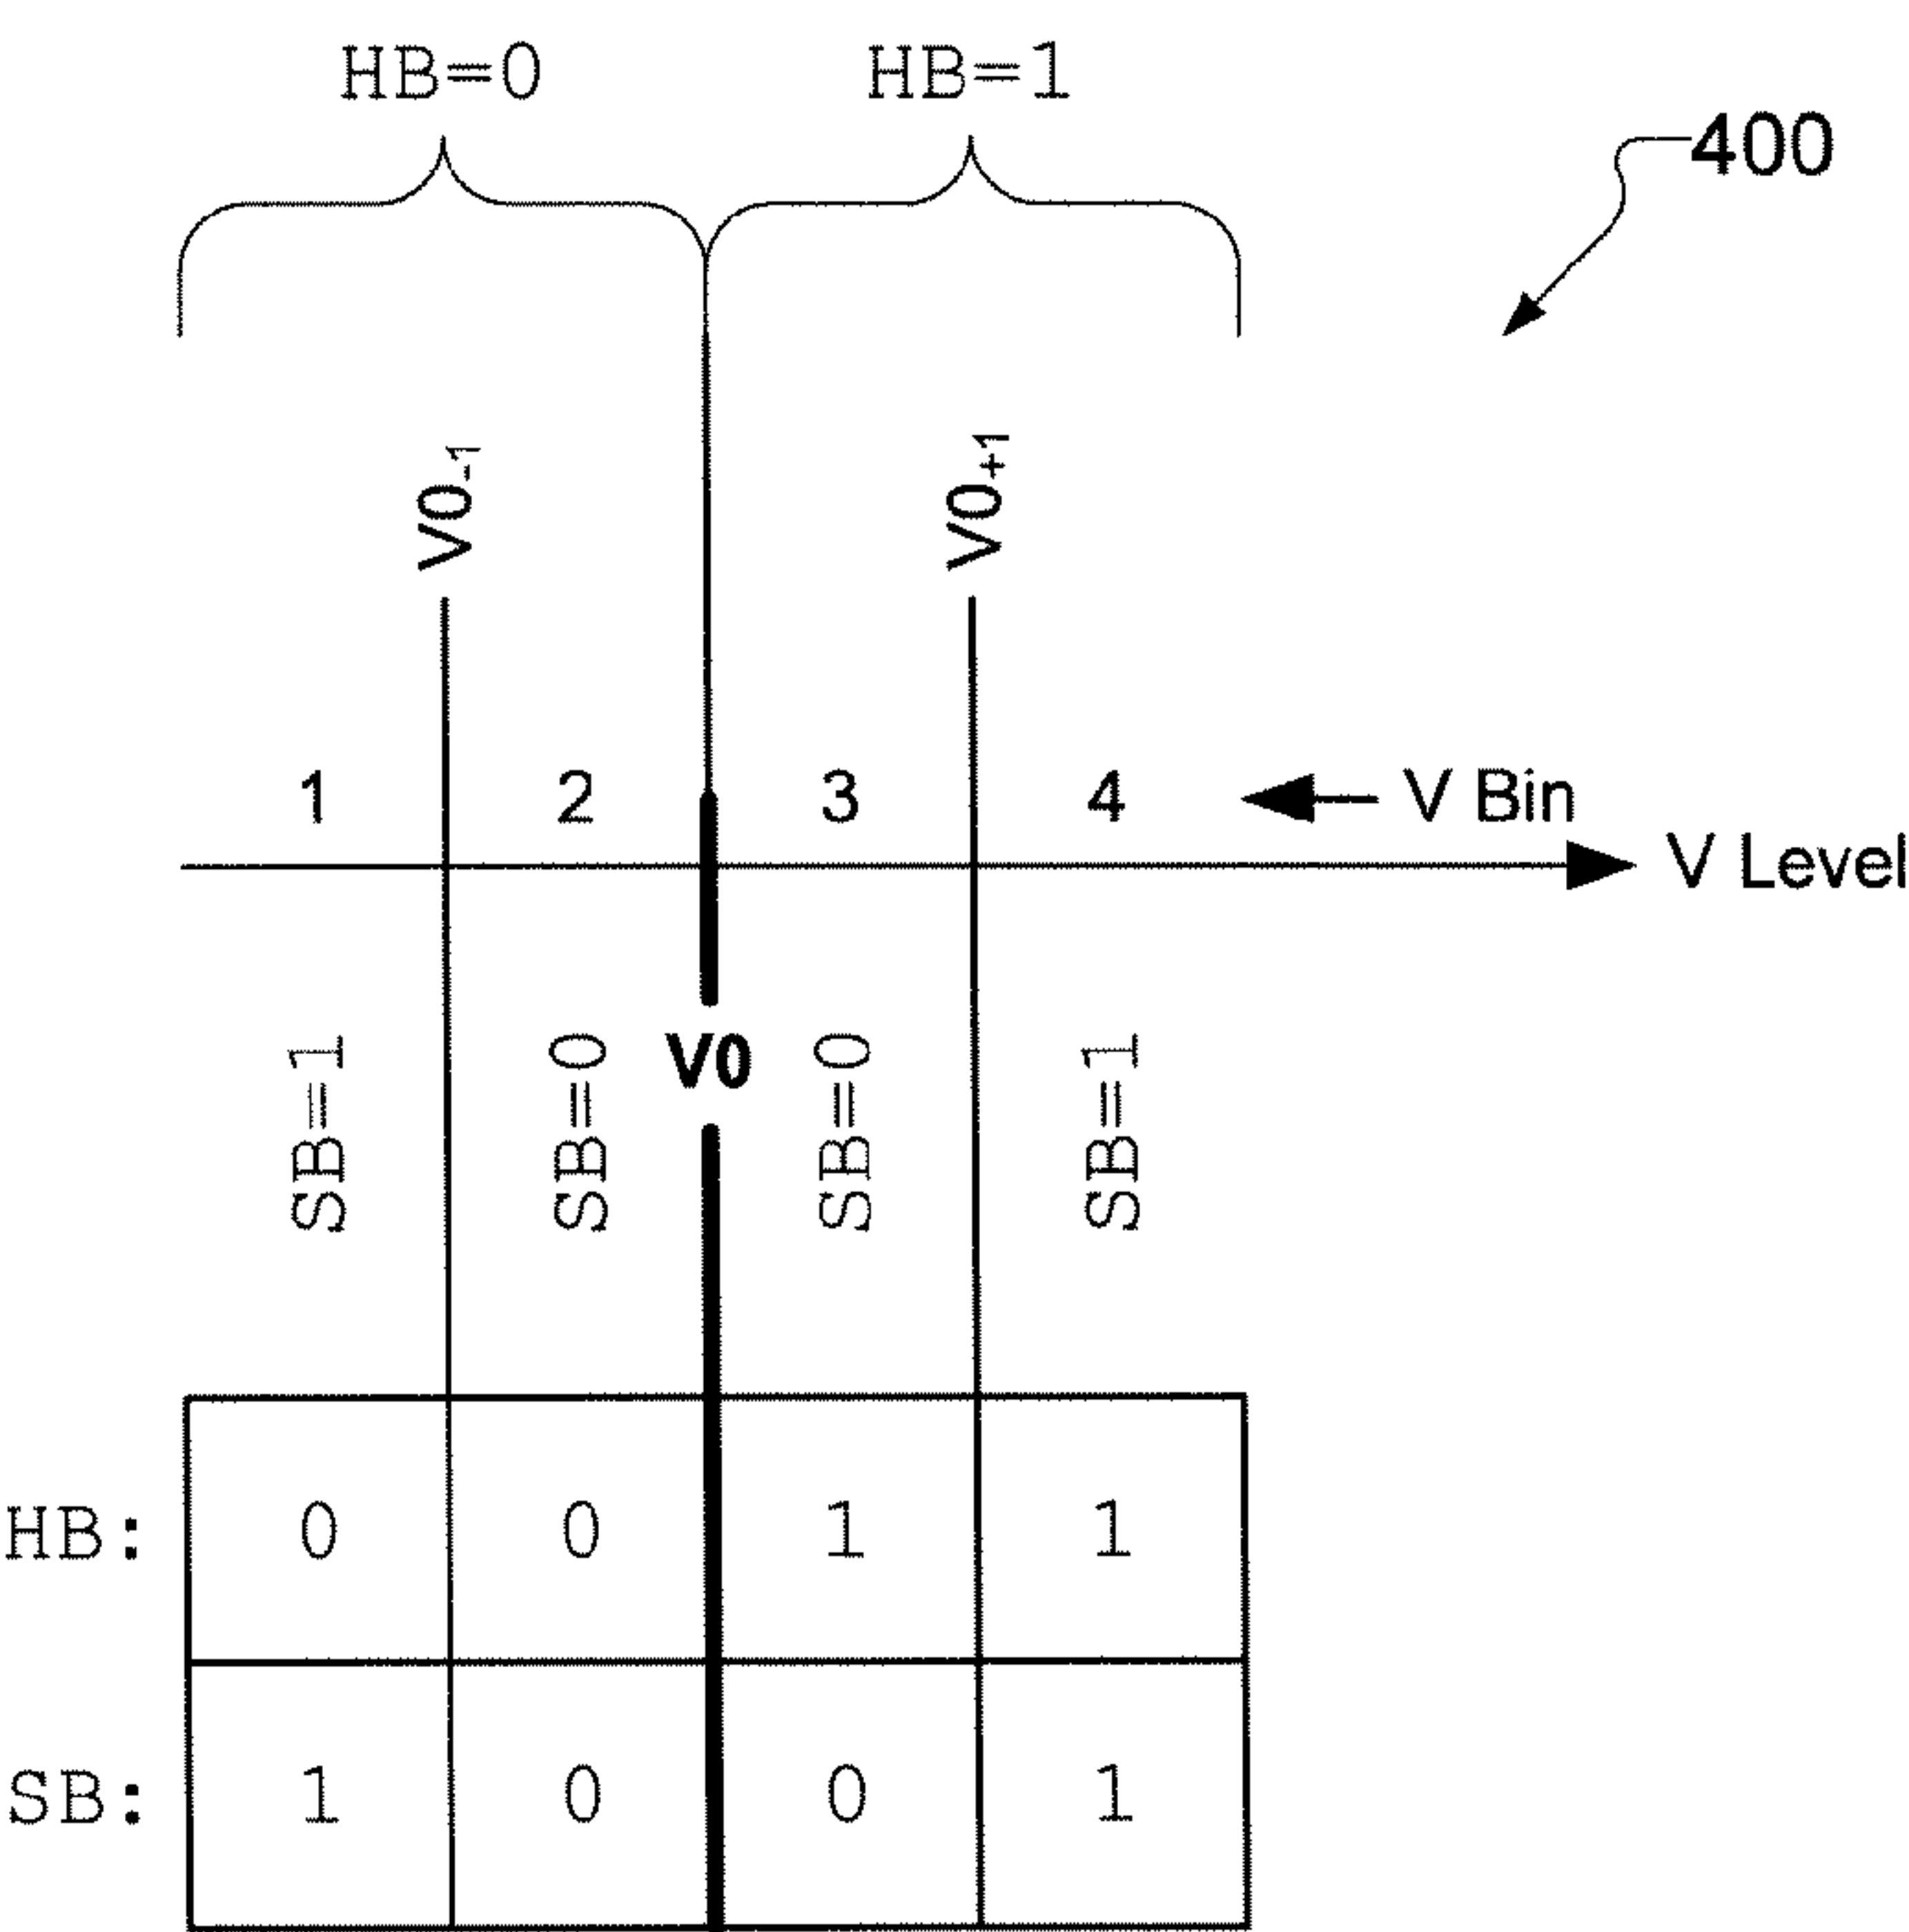 HB=0 HB=1
400
V0-1 V0+1
1 2 3 4 V Bin
V Level
SB=1 SB=0 V0 SB=0 SB=1
HB: 0 0 1 1
SB: 1 0 0 1